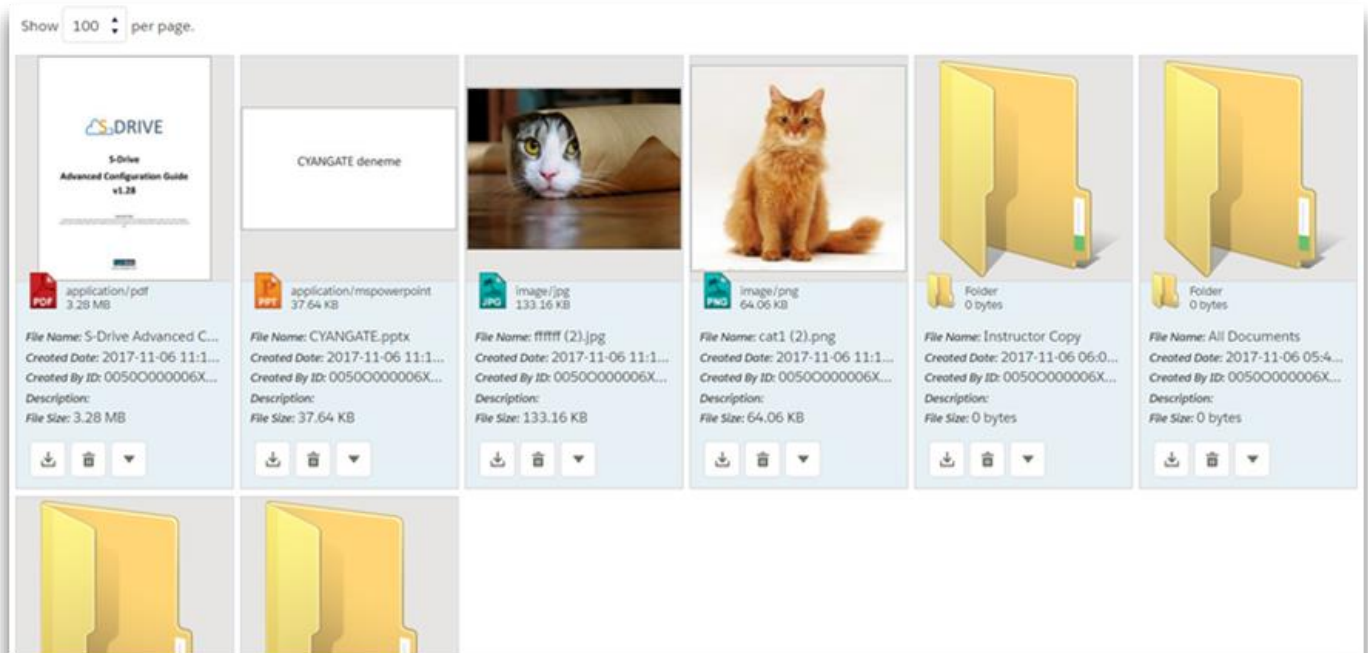 Show 100 per page.
S-DRIVE
S-Drive
Advanced Configuration Guide
v1.28
PDF
application/pdf
3.28 MB
File Name: S-Drive Advanced C...
Created Date: 2017-11-06 11:1...
Created By ID: 00500000006X...
Description:
File Size: 3.28 MB
CYANGATE deneme
PPT
application/mspowerpoint
37.64 KB
File Name: CYANGATE.pptx
Created Date: 2017-11-06 11:1...
Created By ID: 00500000006X...
Description:
File Size: 37.64 KB
JPG
image/jpg
133.16 KB
File Name: ffffff (2).jpg
Created Date: 2017-11-06 11:1...
Created By ID: 00500000006X...
Description:
File Size: 133.16 KB
PNG
image/png
64.06 KB
File Name: cat1 (2).png
Created Date: 2017-11-06 11:1...
Created By ID: 00500000006X...
Description:
File Size: 64.06 KB
Folder
0 bytes
File Name: Instructor Copy
Created Date: 2017-11-06 06:0...
Created By ID: 00500000006X...
Description:
File Size: 0 bytes
Folder
0 bytes
File Name: All Documents
Created Date: 2017-11-06 05:4...
Created By ID: 00500000006X...
Description:
File Size: 0 bytes